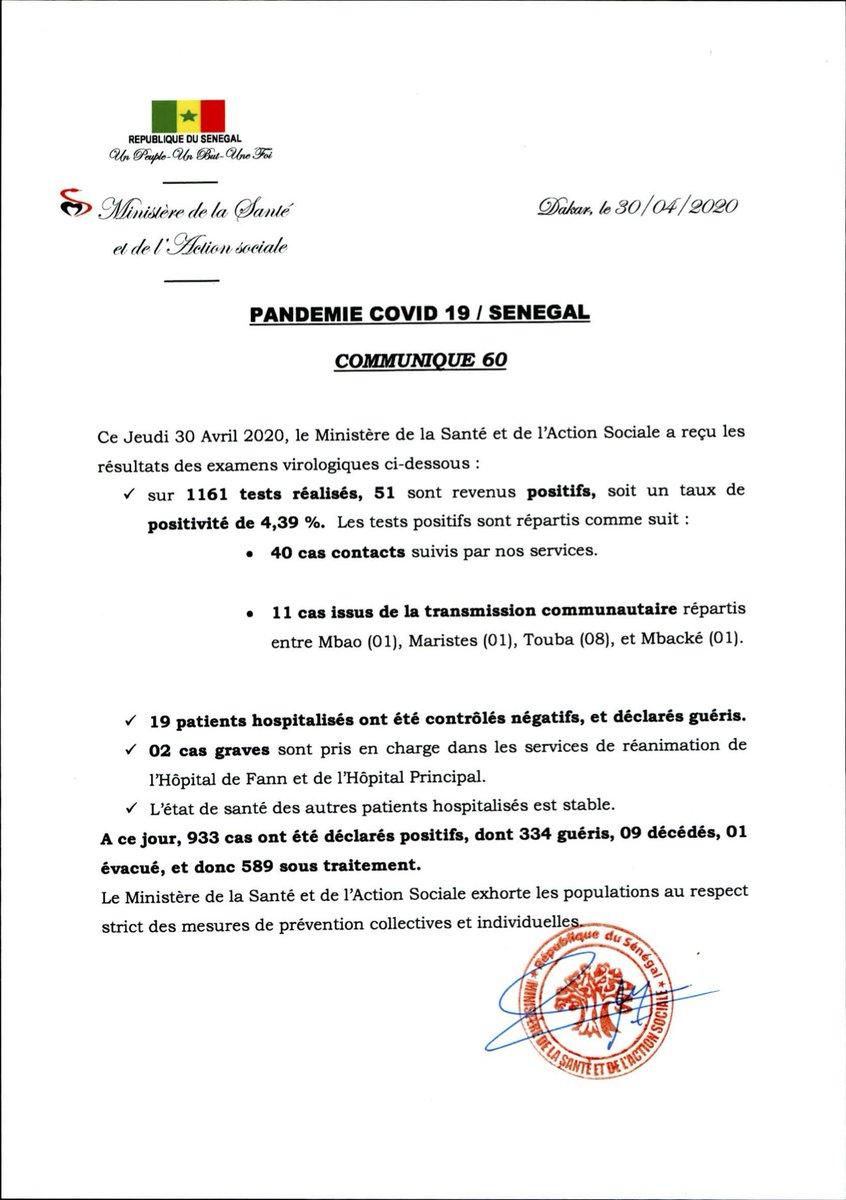 REPUBLIQUE DU SENEGAL
Un Peuple-Un But-Une Foi
Ministère de la Santé
et de l'Action sociale
Dakar, le 30/04/2020
PANDEMIE COVID 19 / SENEGAL
COMMUNIQUE 60
Ce Jeudi 30 Avril 2020, le Ministère de la Santé et de l'Action Sociale a reçu les
résultats des examens virologiques ci-dessous :
✓ sur 1161 tests réalisés, 51 sont revenus positifs, soit un taux de
positivité de 4,39 %. Les tests positifs sont répartis comme suit :
• 40 cas contacts suivis par nos services.
• 11 cas issus de la transmission communautaire répartis
entre Mbao (01), Maristes (01), Touba (08), et Mbacké (01).
✓ 19 patients hospitalisés ont été contrôlés négatifs, et déclarés guéris.
✓ 02 cas graves sont pris en charge dans les services de réanimation de
l'Hôpital de Fann et de l'Hôpital Principal.
✓ L'état de santé des autres patients hospitalisés est stable.
A ce jour, 933 cas ont été déclarés positifs, dont 334 guéris, 09 décédés, 01
évacué, et donc 589 sous traitement.
Le Ministère de la Santé et de l'Action Sociale exhorte les populations au respect
strict des mesures de prévention collectives et individuelles.
République du Sénégal
MINISTERE DE LA SANTÉ ET DE L'ACTION SOCIALE